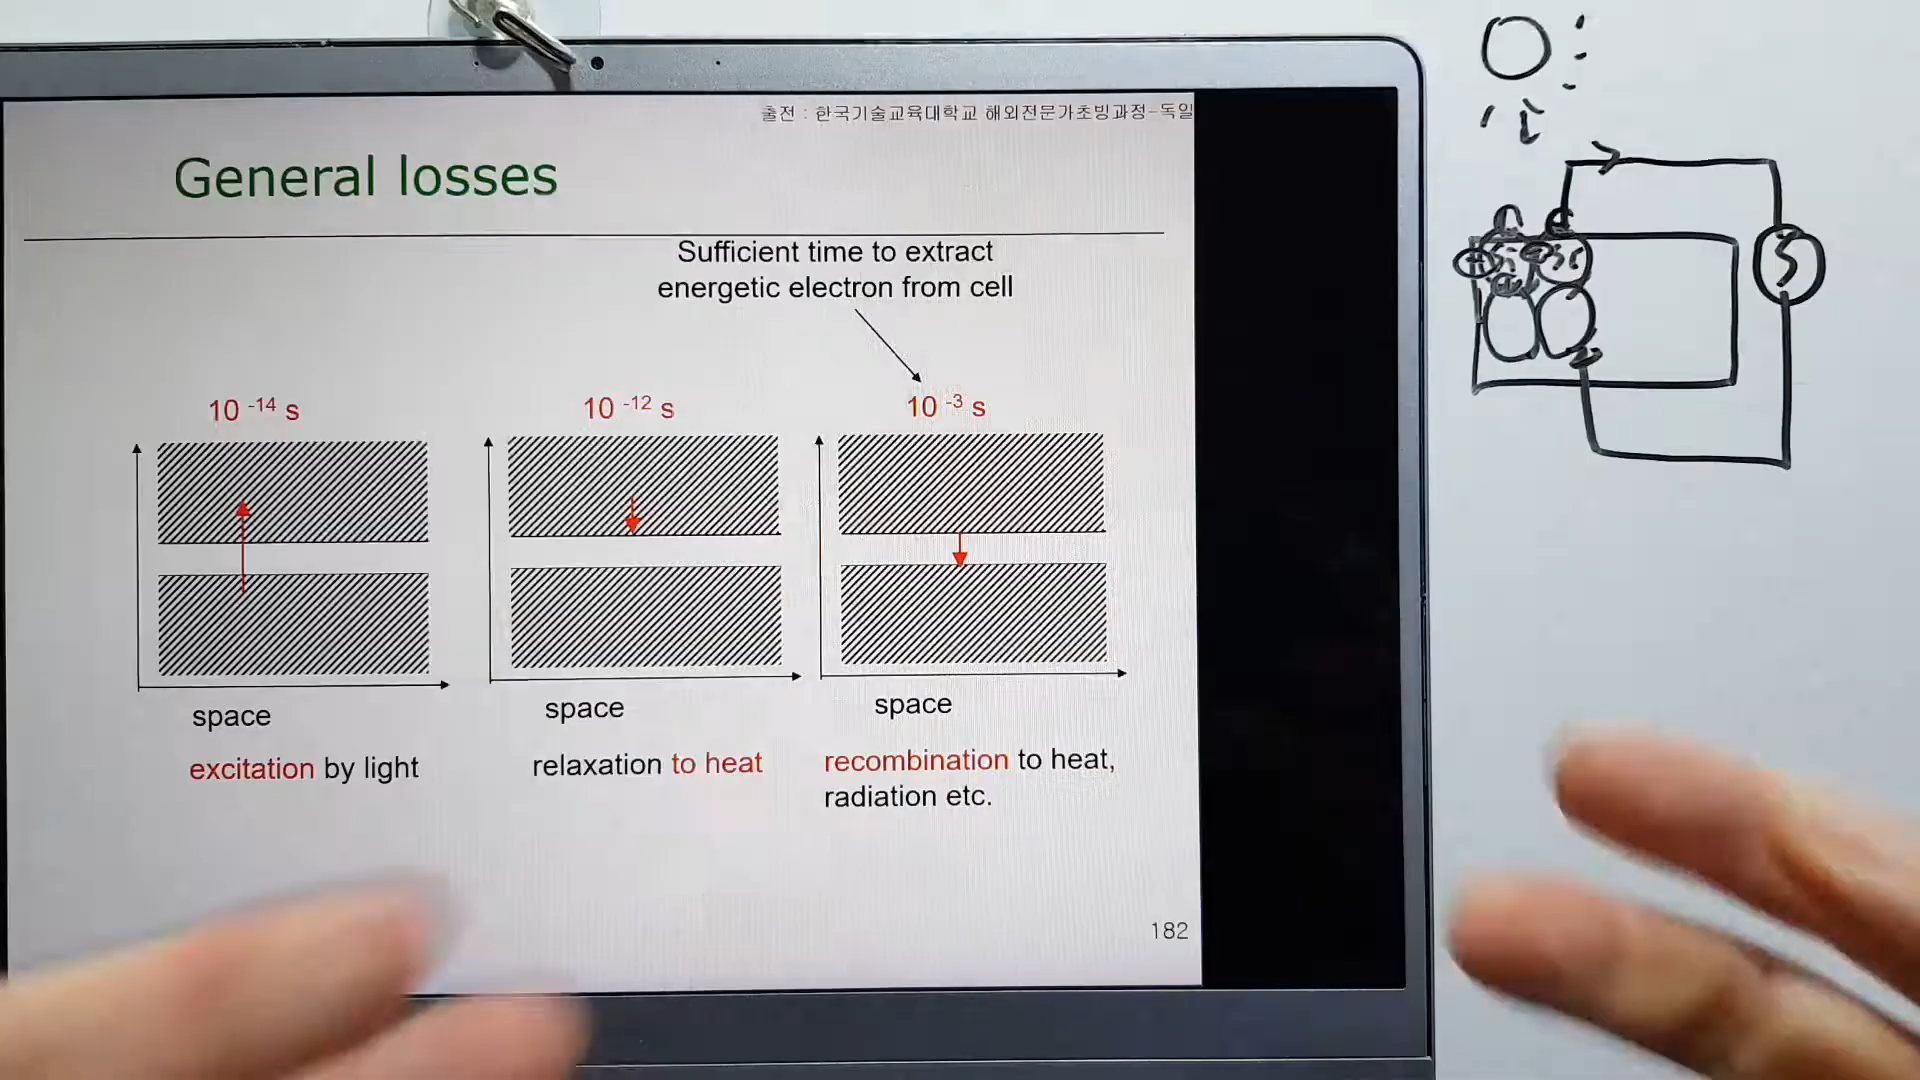 출전 : 한국기술교육대학교 해외전문가초빙과정-독일
General losses
Sufficient time to extract
energetic electron from cell
10 -14 s
10 -12 s
10 -3 s
space
space
space
excitation by light
relaxation to heat
recombination to heat,
radiation etc.
182